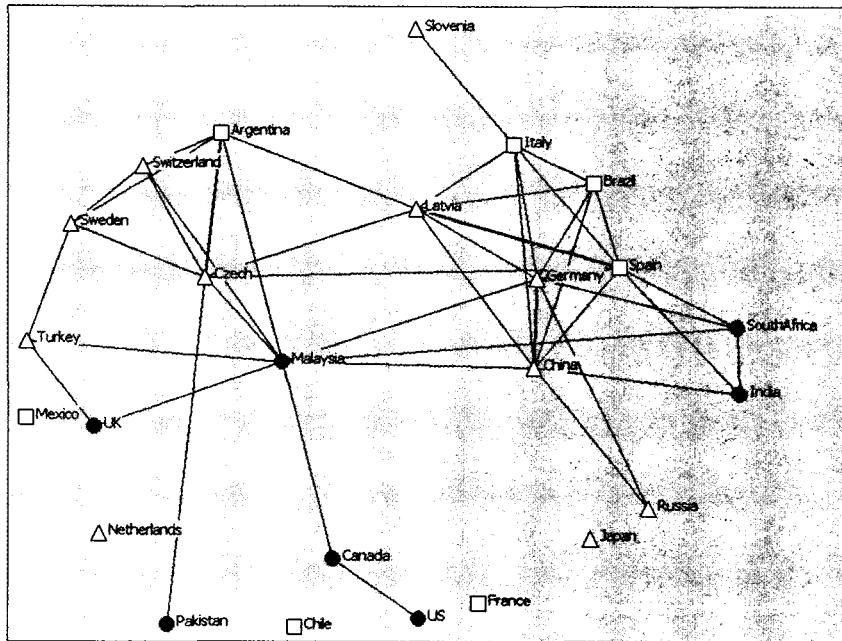 Slovenia
Argentina
Italy
Switzerland
Brazil
Latvia
Sweden
Czech
Germany
Spain
SouthAfrica
Turkey
Malaysia
China
India
Mexico
UK
Russia
Netherlands
Japan
Canada
France
Pakistan
Chile
US